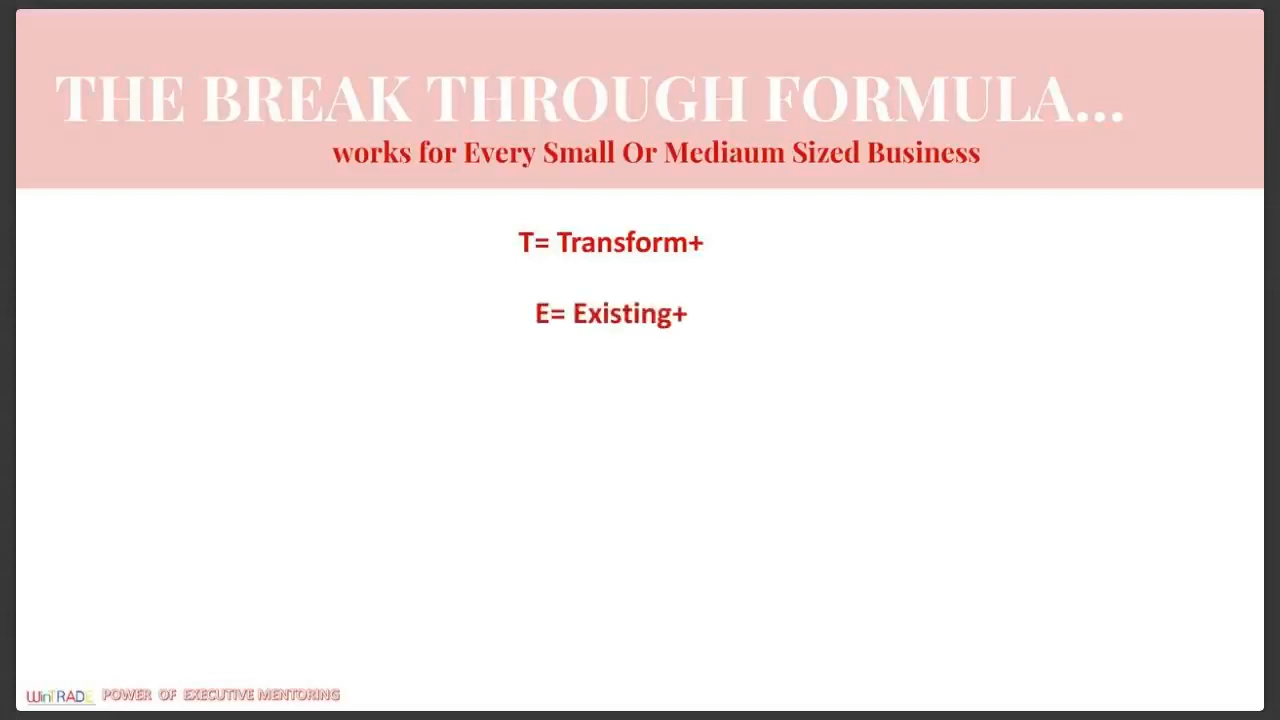 THE BREAK THROUGH FORMULA...
works for Every Small Or Mediaum Sized Business
T= Transform+
E= Existing+
WinTRADE POWER OF EXECUTIVE MENTORING